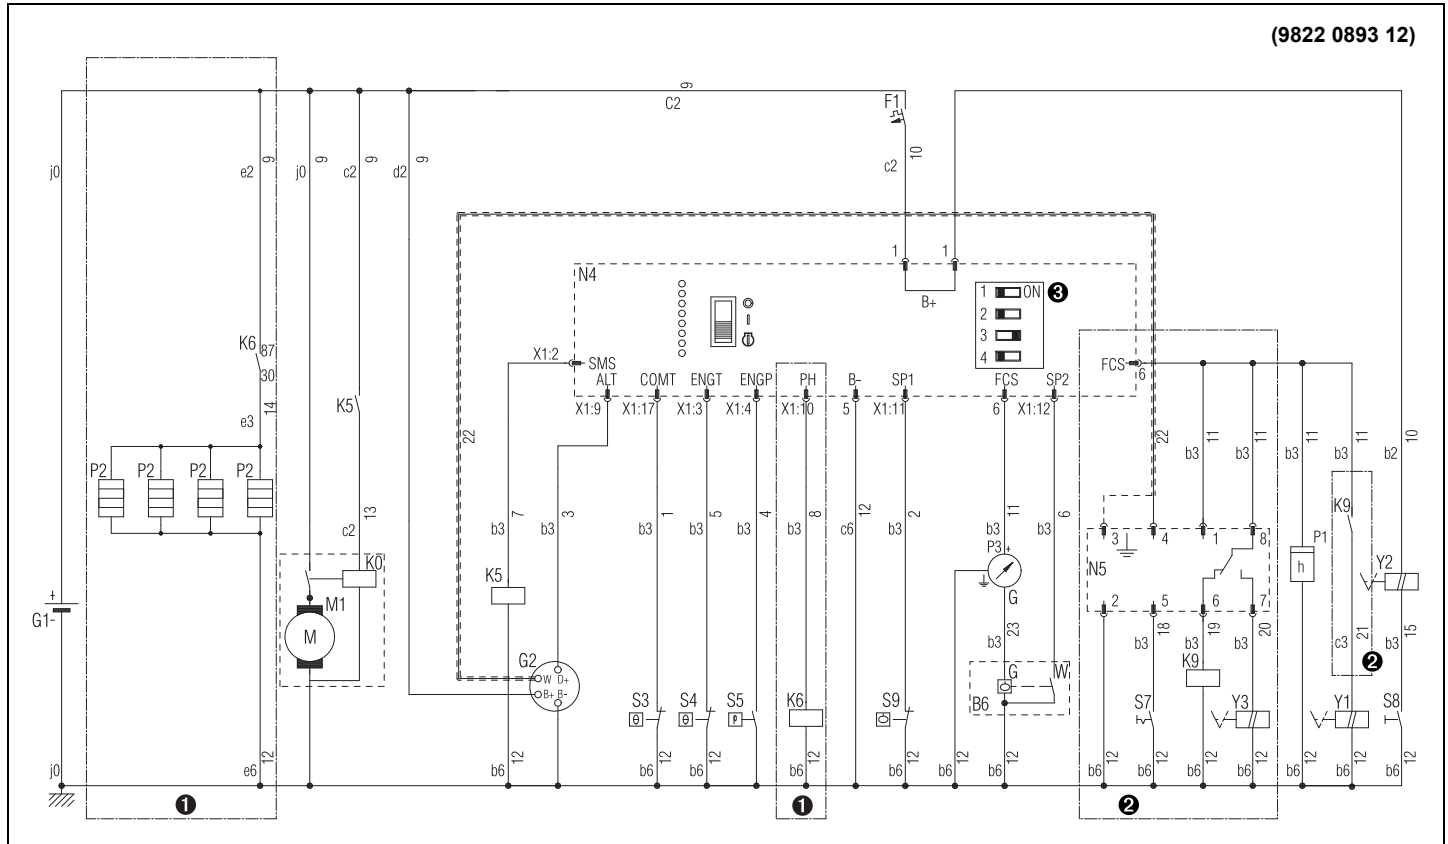 (9822 0893 12)
9
C2
F1
j0
e2
9
j0
9
c2
9
d2
9
c2
10
1
1
N4
B+
1 ON ❸
2
3
4
K6
87
30
X1:2
SMS
FCS
6
ALT COMT ENGT ENGP PH B- SP1 FCS SP2
X1:9 X1:17 X1:3 X1:4 X1:10 5 X1:11 6 X1:12
K5
14
e3
22
22
b3
11
b3
11
b3
11
b3
11
b2
10
P2 P2 P2 P2
c2
13
b3
7
b3
3
b3
1
b3
5
b3
4
b3
8
c6
12
b3
2
b3
11
b3
6
K9
3 4 1 8
P1
h
N5
2 5 6 7
K0
M1
M
K5
P3
+
G
Y2
G1
+
-
b3
23
b3
18
b3
19
b3
20
c3
21
b3
15
❷
G2
W D+
B+ B-
G W
B6
K9
S3
θ
S4
θ
S5
p
K6
S9
S7
Y3
Y1
S8
j0
e6
12
b6
12
b6
12
b6
12
b6
12
b6
12
b6
12
b6
12
b6
12
b6
12
b6
12
b6
12
b6
12
b6
12
b6
12
❶
❶
❷